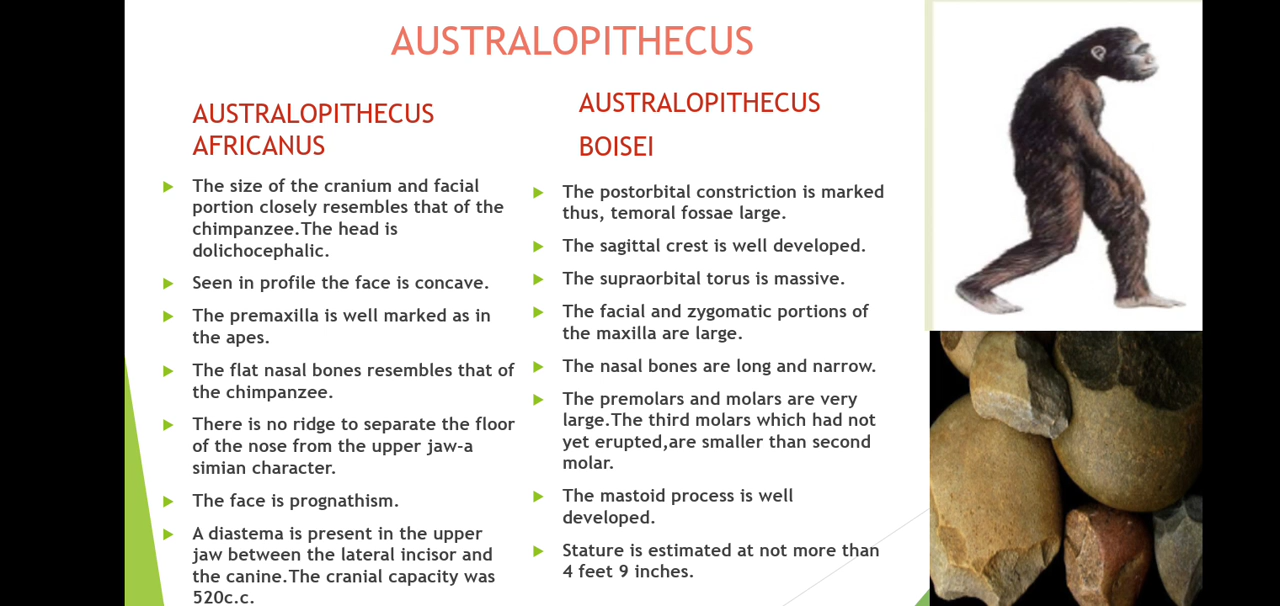 AUSTRALOPITHECUS
AUSTRALOPITHECUS
AFRICANUS
The size of the cranium and facial
portion closely resembles that of the
chimpanzee.The head is
dolichocephalic.
Seen in profile the face is concave.
The premaxilla is well marked as in
the apes.
The flat nasal bones resembles that of
the chimpanzee.
There is no ridge to separate the floor
of the nose from the upper jaw-a
simian character.
The face is prognathism.
A diastema is present in the upper
jaw between the lateral incisor and
the canine.The cranial capacity was
520c.c.
AUSTRALOPITHECUS
BOISEI
The postorbital constriction is marked
thus, temoral fossae large.
The sagittal crest is well developed.
The supraorbital torus is massive.
The facial and zygomatic portions of
the maxilla are large.
The nasal bones are long and narrow.
The premolars and molars are very
large.The third molars which had not
yet erupted,are smaller than second
molar.
The mastoid process is well
developed.
Stature is estimated at not more than
4 feet 9 inches.